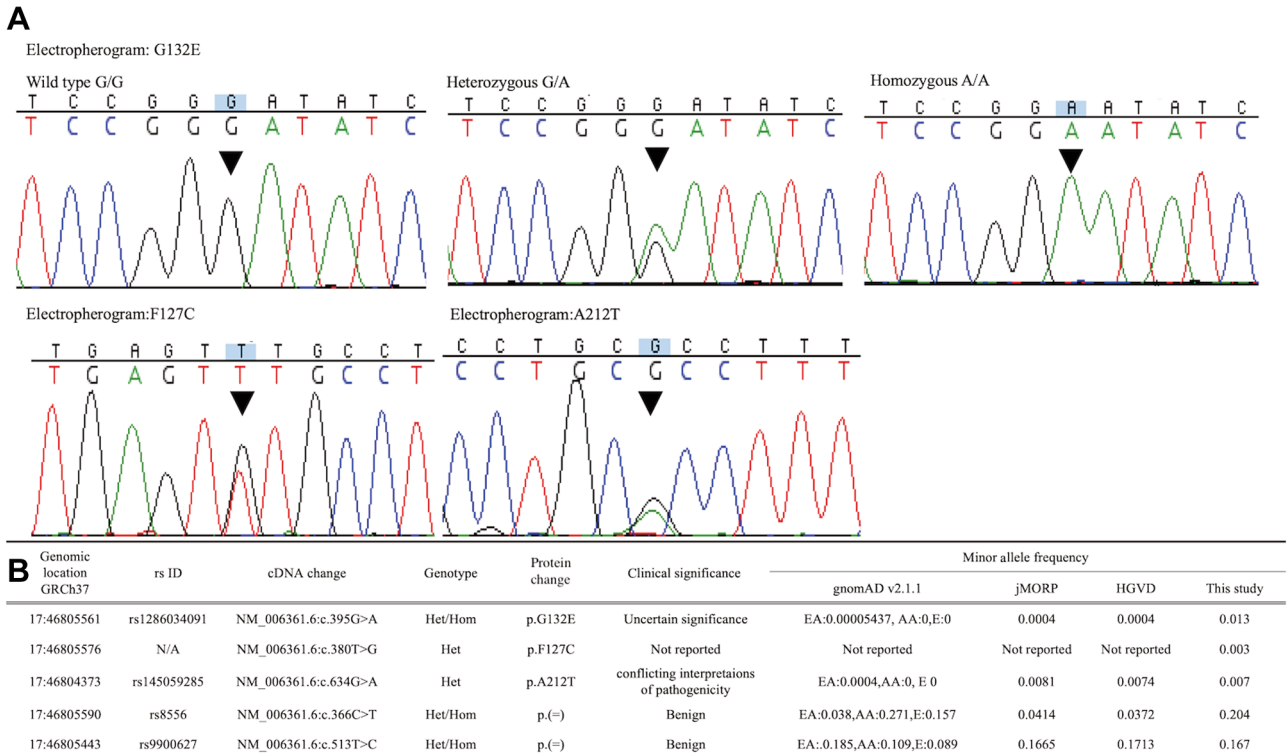 A
Electropherogram: G132E
Wild type G/G
Heterozygous G/A
Homozygous A/A
T C C G G G A T A T C
T C C G G G A T A T C
T C C G G G A T A T C
T C C G G G A T A T C
T C C G G A A T A T C
T C C G G A A T A T C
Electropherogram:F127C
Electropherogram:A212T
T G A G T T T G C C T
T G A G T T T G C C T
C C T G C G C C T T T
C C T G C G C C T T T
B
Genomic location GRCh37 rs ID cDNA change Genotype Protein change Clinical significance Minor allele frequency
gnomAD v2.1.1 jMORP HGVD This study
17:46805561 rs1286034091 NM_006361.6:c.395G>A Het/Hom p.G132E Uncertain significance EA:0.00005437, AA:0,E:0 0.0004 0.0004 0.013
17:46805576 N/A NM_006361.6:c.380T>G Het p.F127C Not reported Not reported Not reported Not reported 0.003
17:46804373 rs145059285 NM_006361.6:c.634G>A Het p.A212T conflicting interpretaions of pathogenicity EA:0.0004,AA:0, E 0 0.0081 0.0074 0.007
17:46805590 rs8556 NM_006361.6:c.366C>T Het/Hom p.(=) Benign EA:0.038,AA:0.271,E:0.157 0.0414 0.0372 0.204
17:46805443 rs9900627 NM_006361.6:c.513T>C Het/Hom p.(=) Benign EA:.0.185,AA:0.109,E:0.089 0.1665 0.1713 0.167